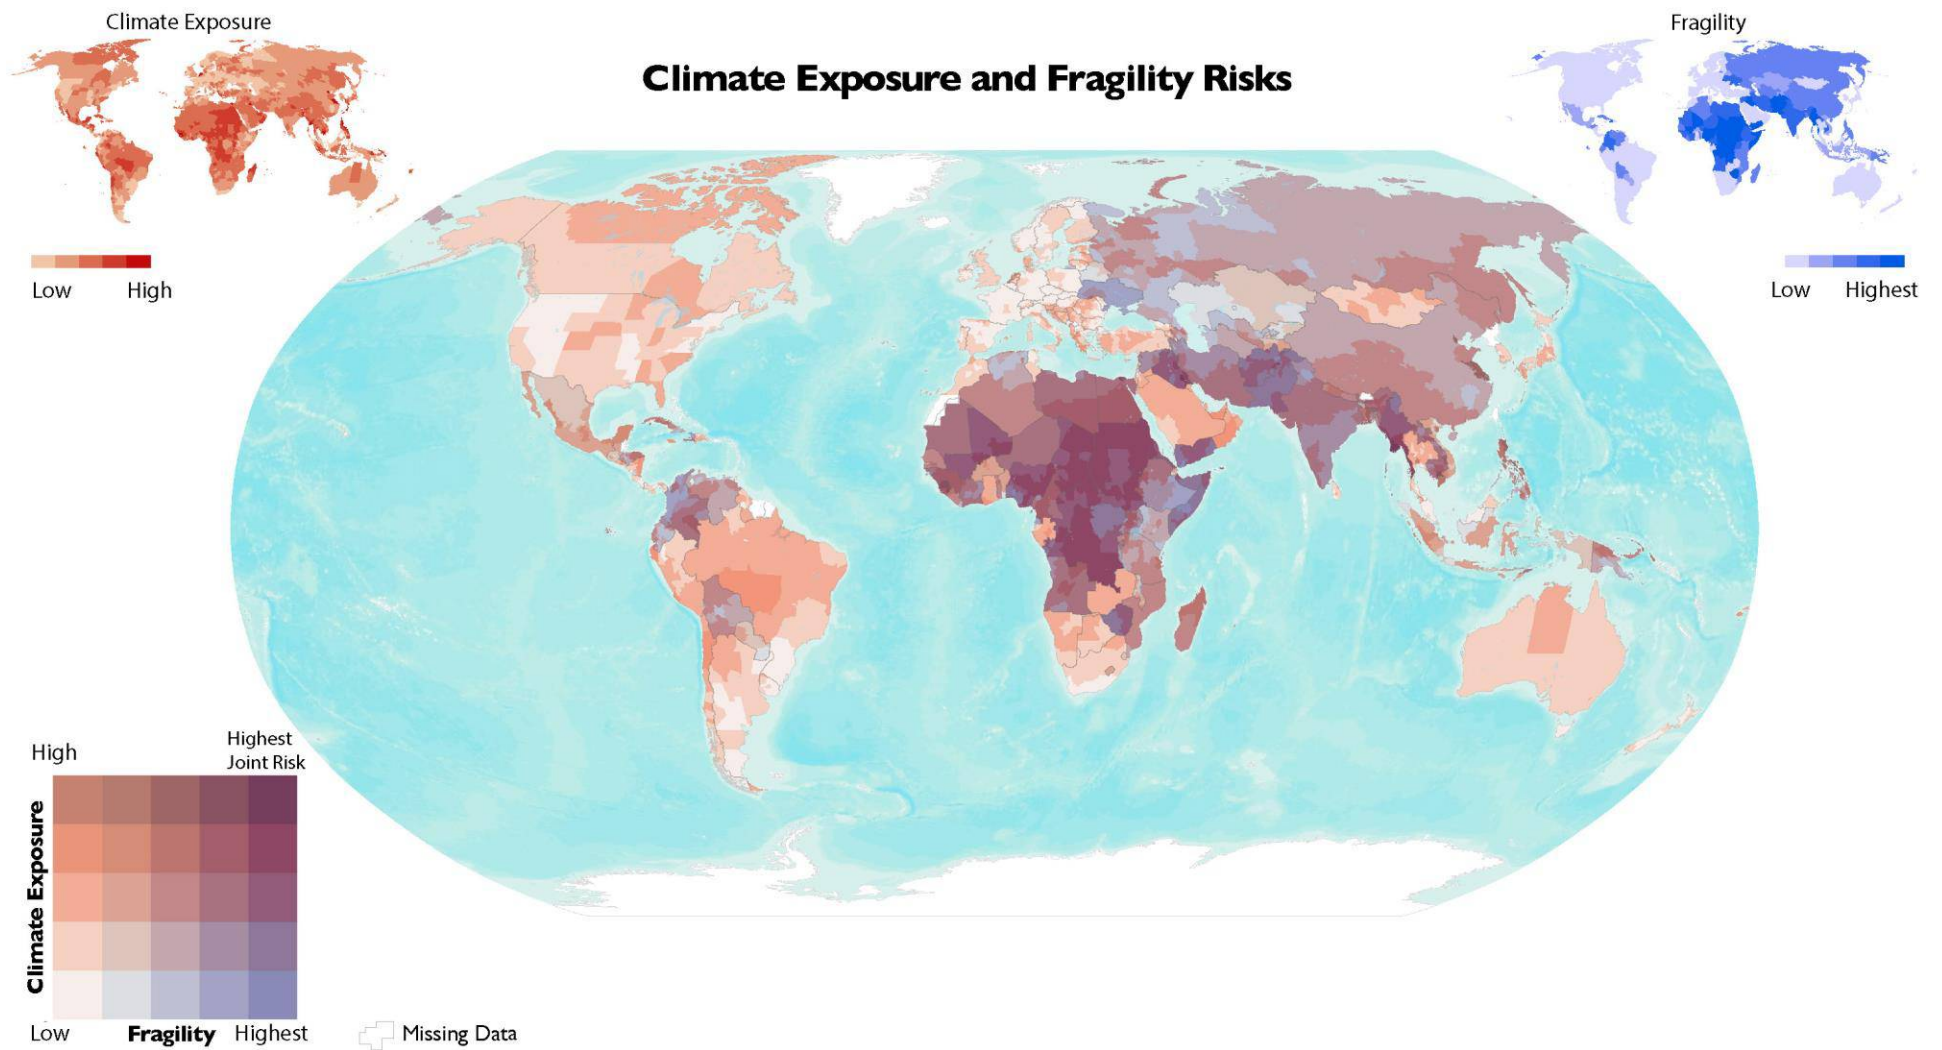 Climate Exposure
Fragility
Climate Exposure and Fragility Risks
Low High
Low Highest
High
Highest
Joint Risk
Climate Exposure
Low Fragility Highest
Missing Data